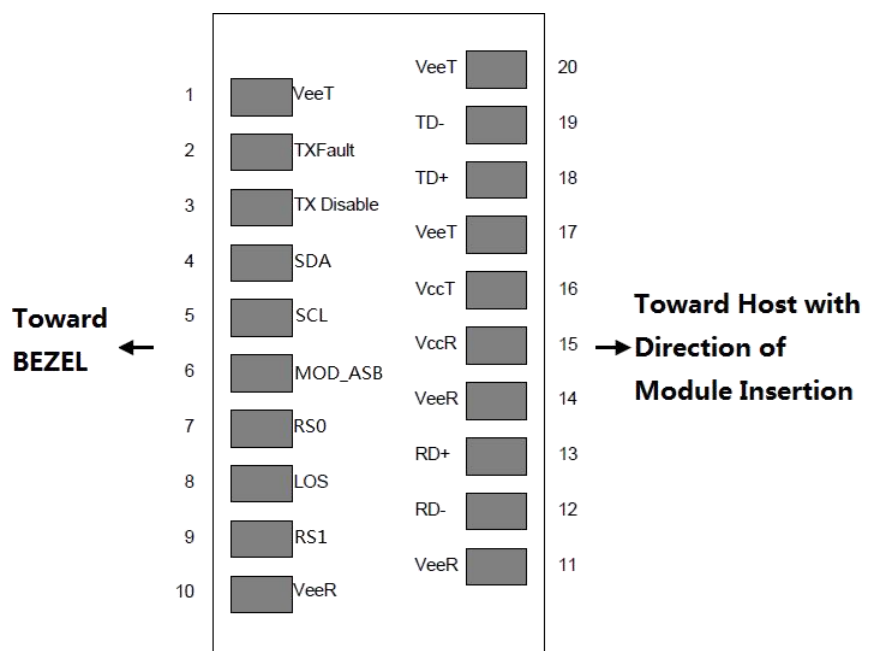 VeeT 20
1 VeeT
TD- 19
2 TXFault
TD+ 18
3 TX Disable
VeeT 17
4 SDA
VccT 16
5 SCL
Toward
BEZEL
VccR 15
Toward Host with
Direction of
Module Insertion
6 MOD_ASB
VeeR 14
7 RS0
RD+ 13
8 LOS
RD- 12
9 RS1
VeeR 11
10 VeeR